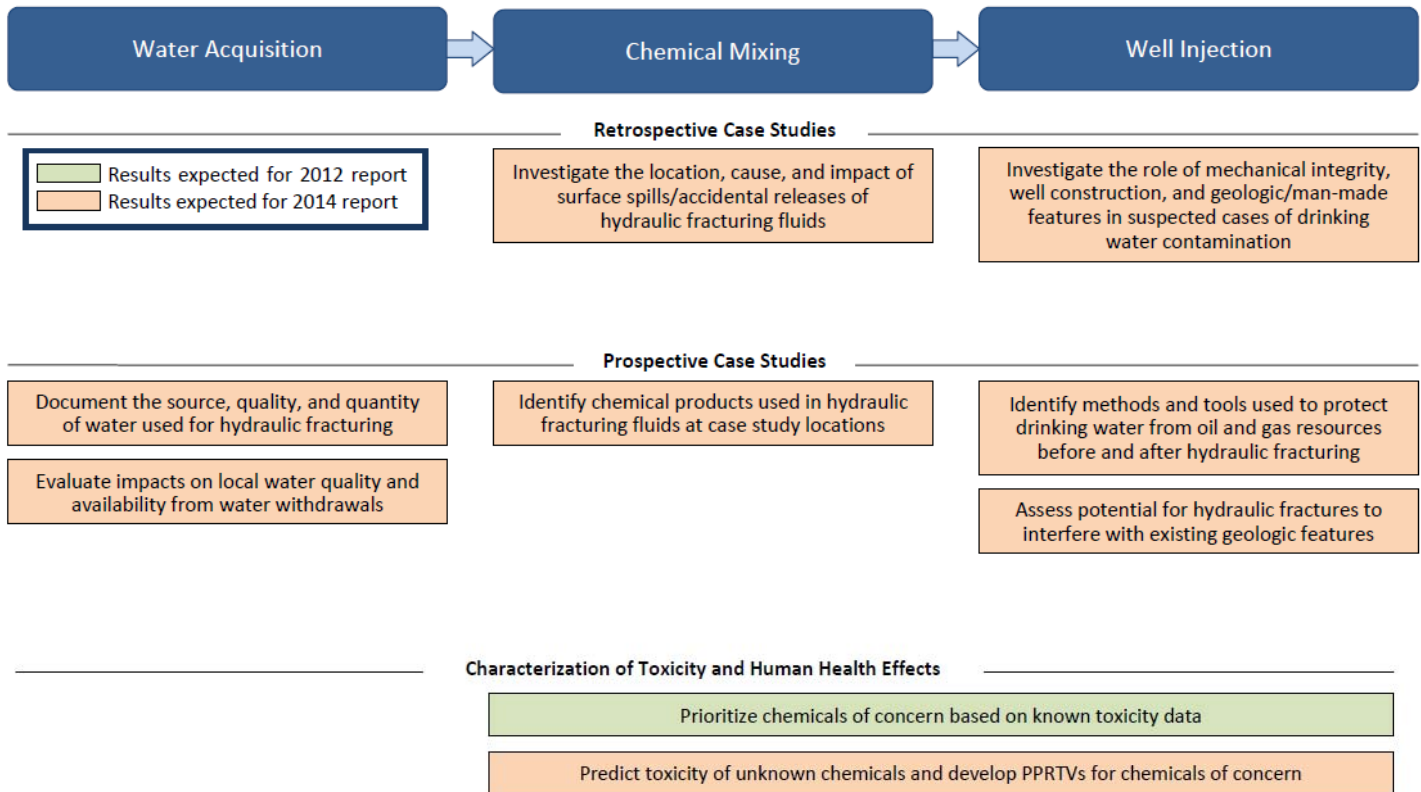 Water Acquisition
Chemical Mixing
Well Injection
Retrospective Case Studies
Results expected for 2012 report
Results expected for 2014 report
Investigate the location, cause, and impact of
surface spills/accidental releases of
hydraulic fracturing fluids
Investigate the role of mechanical integrity,
well construction, and geologic/man-made
features in suspected cases of drinking
water contamination
Prospective Case Studies
Document the source, quality, and quantity
of water used for hydraulic fracturing
Evaluate impacts on local water quality and
availability from water withdrawals
Identify chemical products used in hydraulic
fracturing fluids at case study locations
Identify methods and tools used to protect
drinking water from oil and gas resources
before and after hydraulic fracturing
Assess potential for hydraulic fractures to
interfere with existing geologic features
Characterization of Toxicity and Human Health Effects
Prioritize chemicals of concern based on known toxicity data
Predict toxicity of unknown chemicals and develop PPRTVs for chemicals of concern